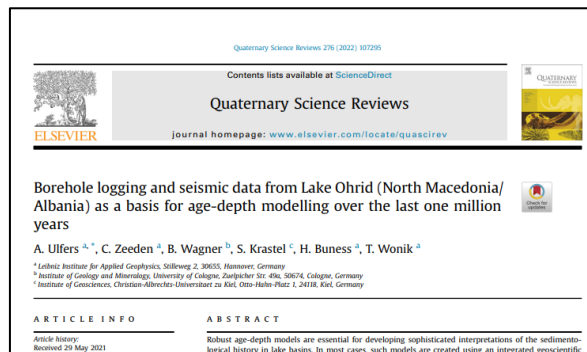 Quaternary Science Reviews 276 (2022) 107295
Contents lists available at ScienceDirect
Quaternary Science Reviews
journal homepage: www.elsevier.com/locate/quascirev
ELSEVIER
QUATERNARY
Borehole logging and seismic data from Lake Ohrid (North Macedonia/
Albania) as a basis for age-depth modelling over the last one million
years
Check for
updates
A. Ulfers a, *, C. Zeeden a, B. Wagner b, S. Krastel c, H. Buness a, T. Wonik a
a Leibniz Institute for Applied Geophysics, Stilleweg 2, 30655, Hannover, Germany
b Institute of Geology and Mineralogy, University of Cologne, Zuelpicher Str. 49a, 50674, Cologne, Germany
c Institute of Geosciences, Christian-Albrechts-Universitaet zu Kiel, Otto-Hahn-Platz 1, 24118, Kiel, Germany
ARTICLE INFO
Article history:
Received 29 May 2021
ABSTRACT
Robust age-depth models are essential for developing sophisticated interpretations of the sedimento-
logical history in lake basins. In most cases, such models are created using an integrated geoscientific